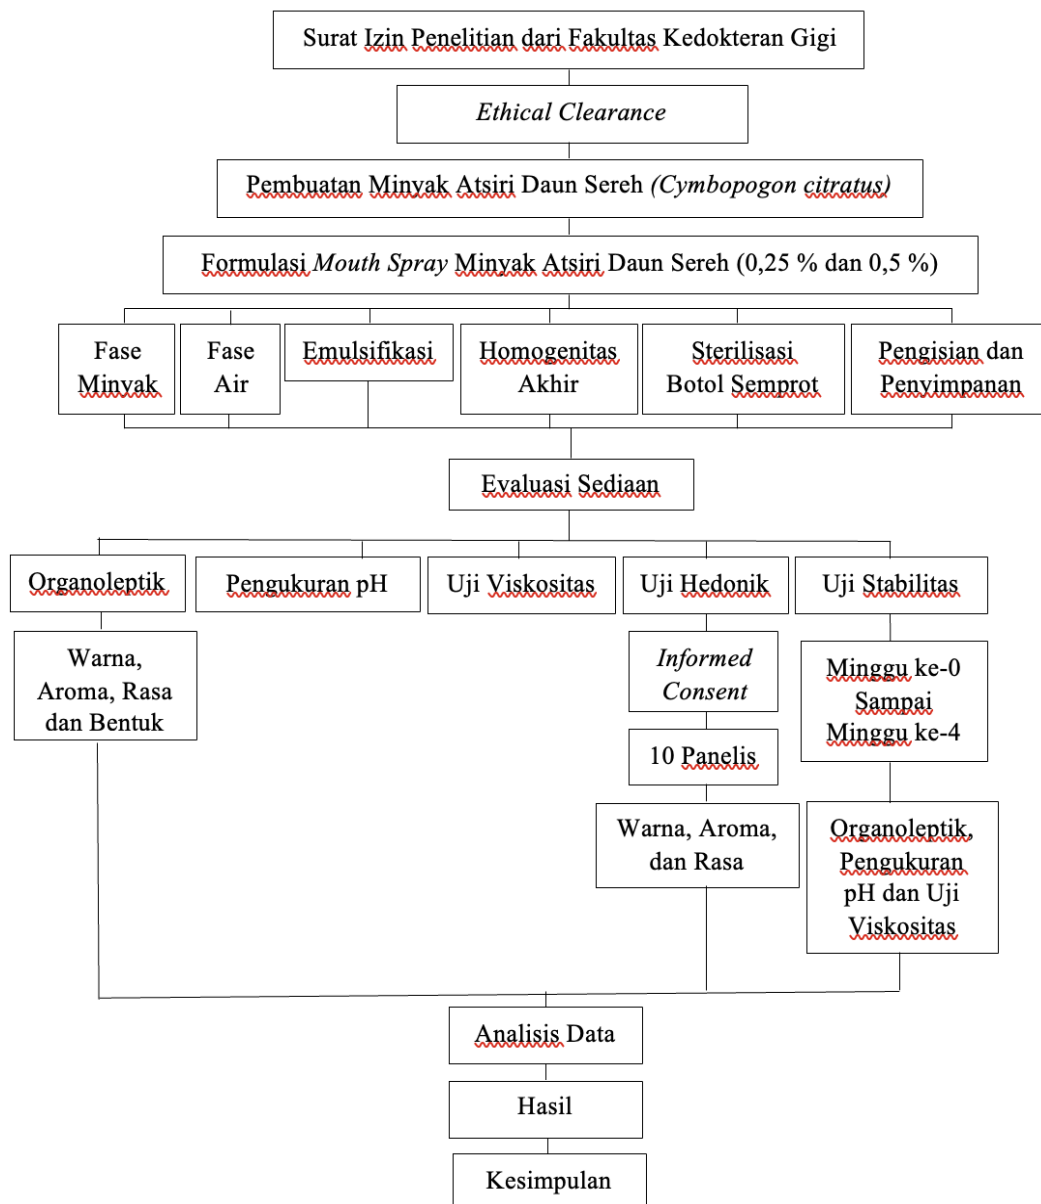 Surat Izin Penelitian dari Fakultas Kedokteran Gigi
Ethical Clearance
Pembuatan Minyak Atsiri Daun Sereh (Cymbopogon citratus)
Formulasi Mouth Spray Minyak Atsiri Daun Sereh (0,25 % dan 0,5 %)
Fase
Minyak
Fase
Air
Emulsifikasi
Homogenitas
Akhir
Sterilisasi
Botol Semprot
Pengisian dan
Penyimpanan
Evaluasi Sediaan
Organoleptik
Pengukuran pH
Uji Viskositas
Uji Hedonik
Uji Stabilitas
Warna,
Aroma, Rasa
dan Bentuk
Informed
Consent
10 Panelis
Warna, Aroma,
dan Rasa
Minggu ke-0
Sampai
Minggu ke-4
Organoleptik,
Pengukuran
pH dan Uji
Viskositas
Analisis Data
Hasil
Kesimpulan